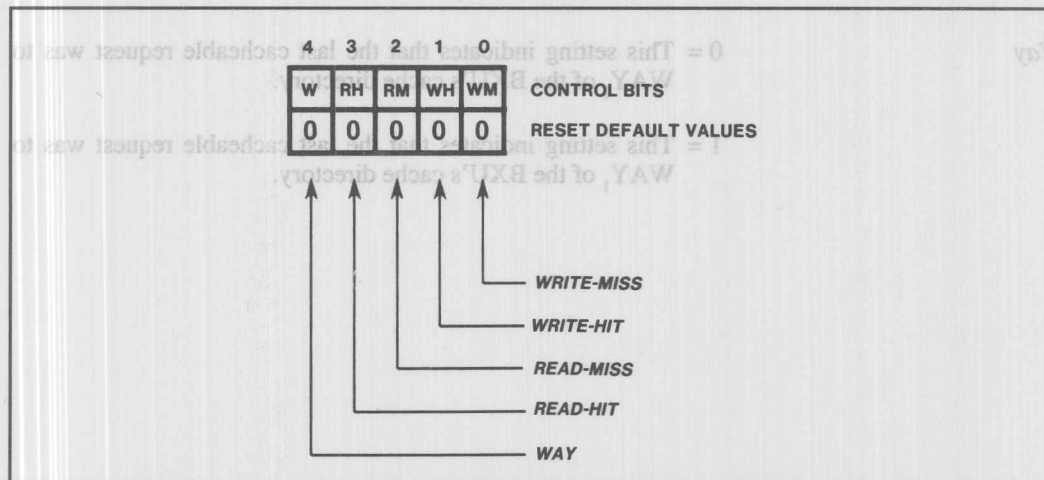 4 3 2 1 0
W RH RM WH WM CONTROL BITS
0 0 0 0 0 RESET DEFAULT VALUES
WRITE-MISS
WRITE-HIT
READ-MISS
READ-HIT
WAY
Way 0 = This setting indicates that the last cacheable request was to
WAY, of the BXU's cache directory.
1 = This setting indicates that the last cacheable request was to
WAY₁ of the BXU's cache directory.